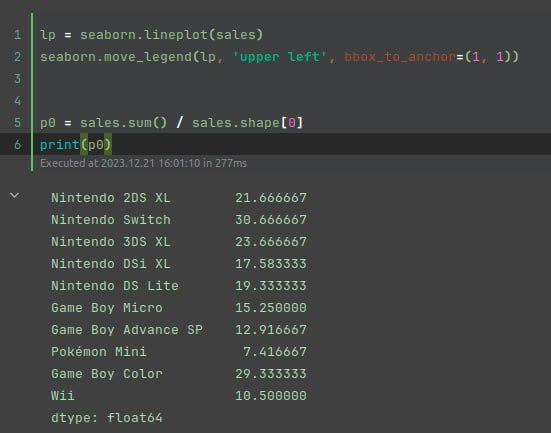 1 lp = seaborn.lineplot(sales)
2 seaborn.move_legend(lp, 'upper left', bbox_to_anchor=(1, 1))
3
4
5 p0 = sales.sum() / sales.shape[0]
6 print(p0)
Executed at 2023.12.21 16:01:10 in 277ms
Nintendo 2DS XL 21.666667
Nintendo Switch 30.666667
Nintendo 3DS XL 23.666667
Nintendo DSi XL 17.583333
Nintendo DS Lite 19.333333
Game Boy Micro 15.250000
Game Boy Advance SP 12.916667
Pokémon Mini 7.416667
Game Boy Color 29.333333
Wii 10.500000
dtype: float64